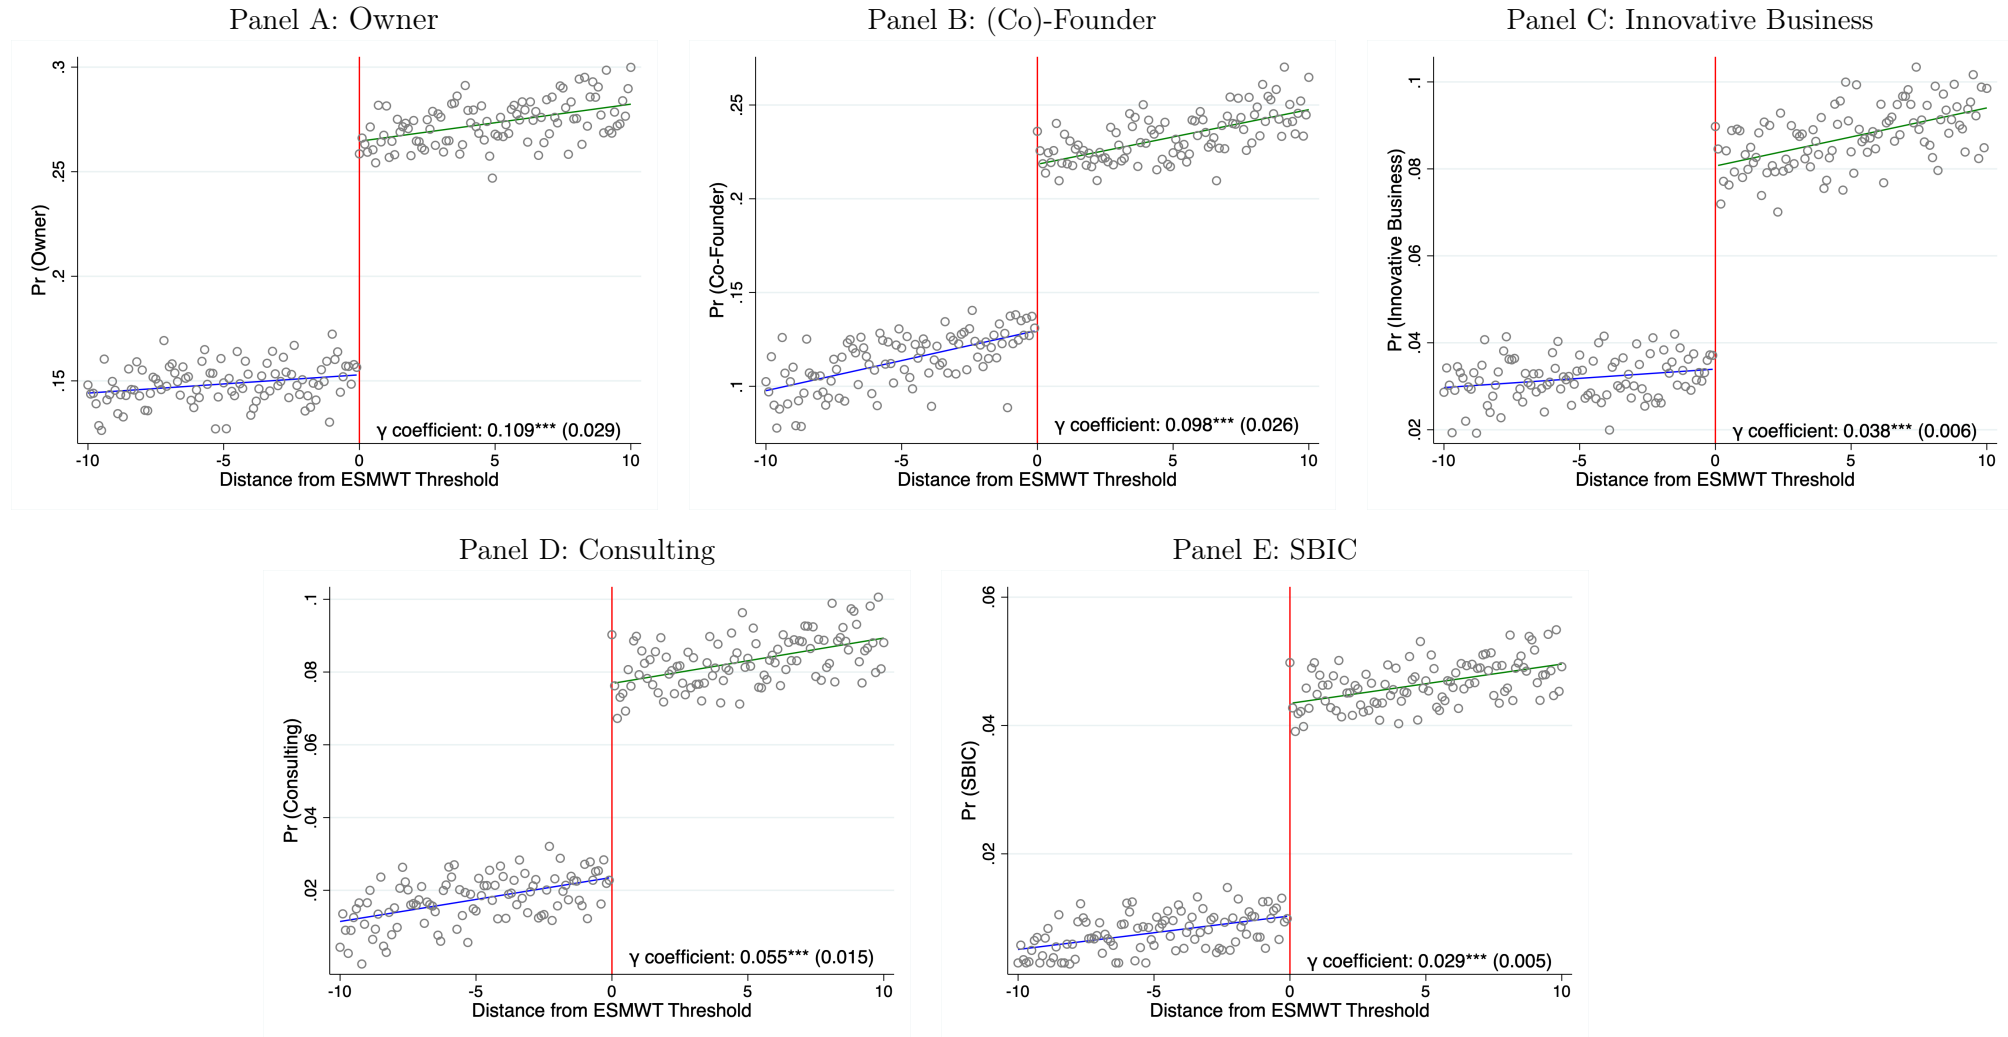 Panel A: Owner
Pr (Owner)
.3
.25
.2
.15
γ coefficient: 0.109*** (0.029)
-10 -5 0 5 10
Distance from ESMWT Threshold
Panel B: (Co)-Founder
Pr (Co-Founder)
.25
.2
.15
.1
γ coefficient: 0.098*** (0.026)
-10 -5 0 5 10
Distance from ESMWT Threshold
Panel C: Innovative Business
Pr (Innovative Business)
.1
.08
.06
.04
.02
γ coefficient: 0.038*** (0.006)
-10 -5 0 5 10
Distance from ESMWT Threshold
Panel D: Consulting
Pr (Consulting)
.1
.08
.06
.04
.02
γ coefficient: 0.055*** (0.015)
-10 -5 0 5 10
Distance from ESMWT Threshold
Panel E: SBIC
Pr (SBIC)
.06
.04
.02
γ coefficient: 0.029*** (0.005)
-10 -5 0 5 10
Distance from ESMWT Threshold